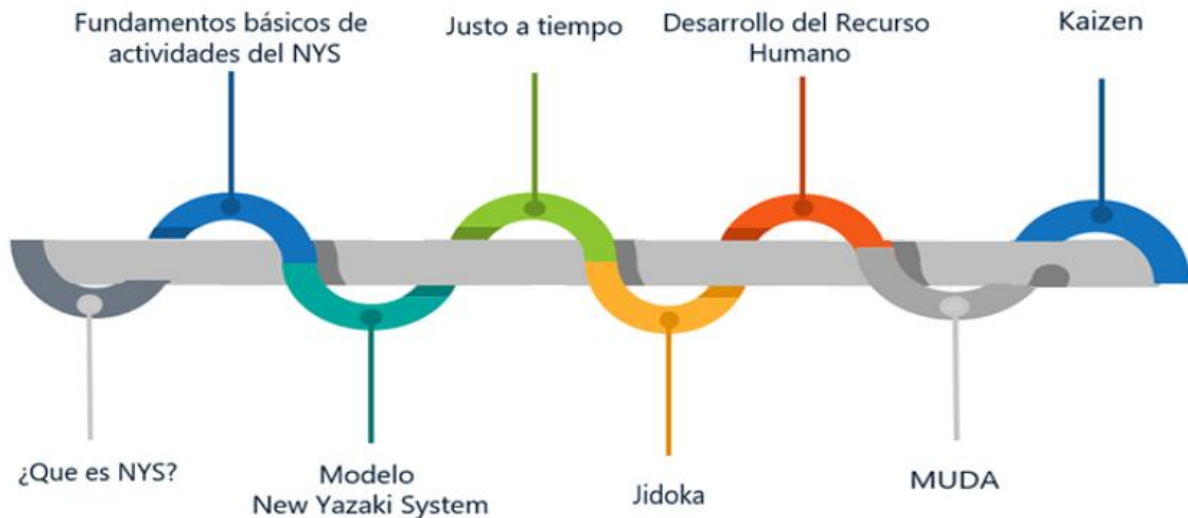 Fundamentos básicos de
actividades del NYS
Justo a tiempo
Desarrollo del Recurso
Humano
Kaizen
¿Que es NYS?
Modelo
New Yazaki System
Jidoka
MUDA